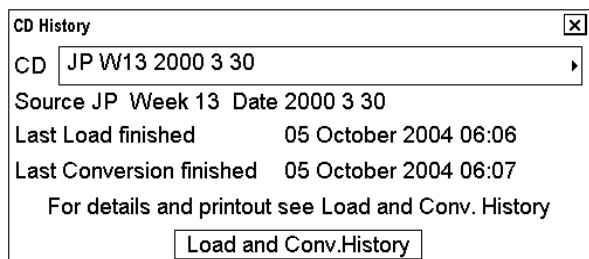 CD History
CD JP W13 2000 3 30
Source JP Week 13 Date 2000 3 30
Last Load finished 05 October 2004 06:06
Last Conversion finished 05 October 2004 06:07
For details and printout see Load and Conv. History
Load and Conv.History